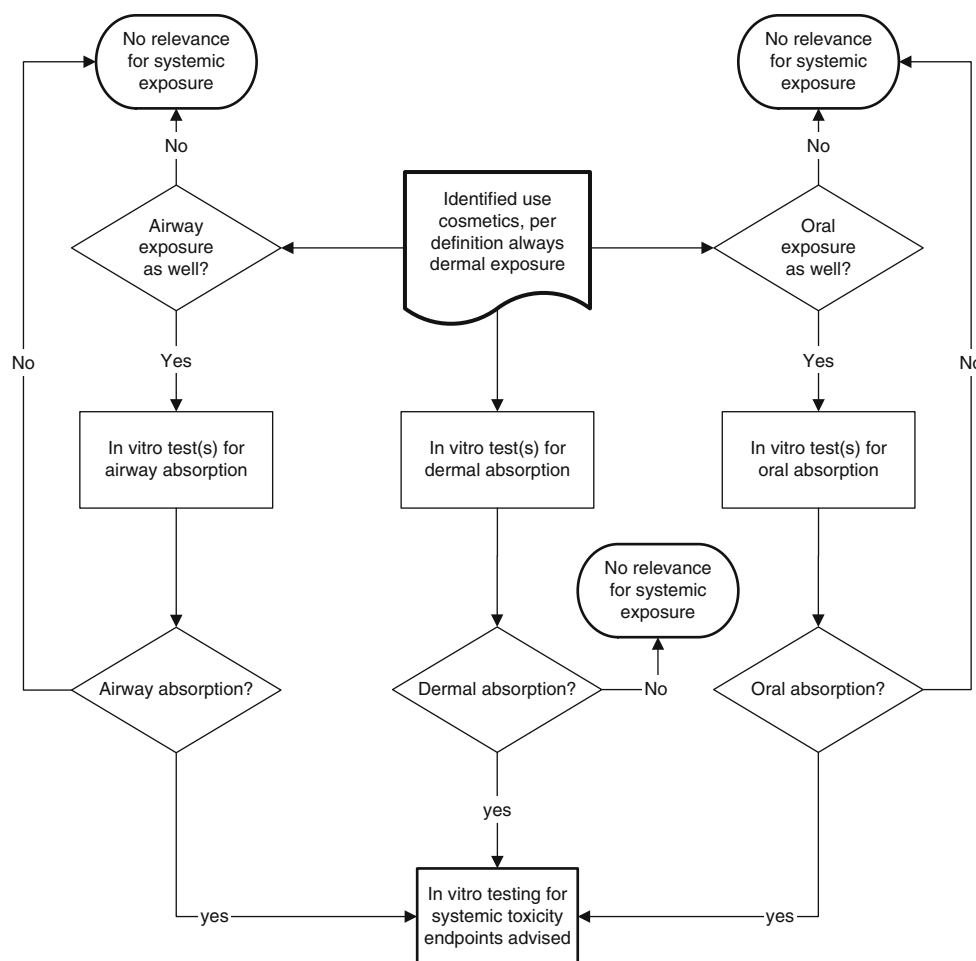 No relevance
for systemic
exposure
No relevance
for systemic
exposure
No
No
Identified use
cosmetics, per
definition always
dermal exposure
Airway
exposure
as well?
Oral
exposure
as well?
No
Yes
Yes
No
In vitro test(s) for
airway absorption
In vitro test(s) for
dermal absorption
In vitro test(s) for
oral absorption
No relevance
for systemic
exposure
Airway absorption?
Dermal absorption?
No
Oral absorption?
yes
In vitro testing for
systemic toxicity
endpoints advised
yes
yes